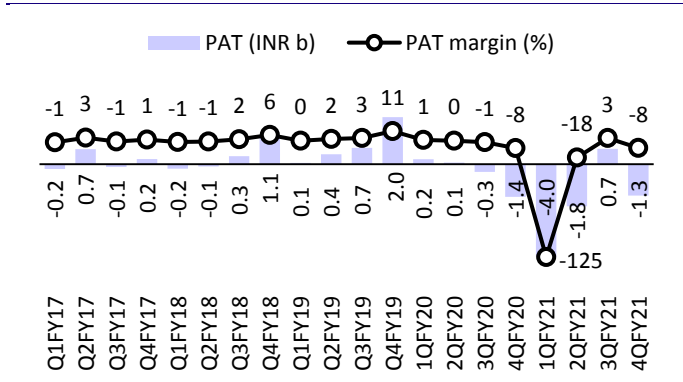 PAT (INR b) PAT margin (%)
-1 3 -1 1 -1 -1 2 6 0 2 3 11 1 0 -1 -8 -125 -18 3 -8
-0.2 0.7 -0.1 0.2 -0.2 -0.1 0.3 1.1 0.1 0.4 0.7 2.0 0.2 0.1 -0.3 -1.4 -4.0 -1.8 0.7 -1.3
Q1FY17 Q2FY17 Q3FY17 Q4FY17 Q1FY18 Q2FY18 Q3FY18 Q4FY18 Q1FY19 Q2FY19 Q3FY19 Q4FY19 1QFY20 2QFY20 3QFY20 4QFY20 1QFY21 2QFY21 3QFY21 4QFY21